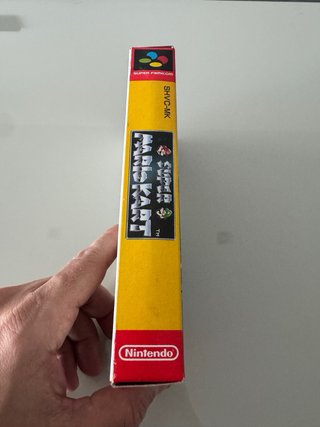 SUPER FAMICOM
SHVC-MK
SUPER
MARIO KART
TM
Nintendo